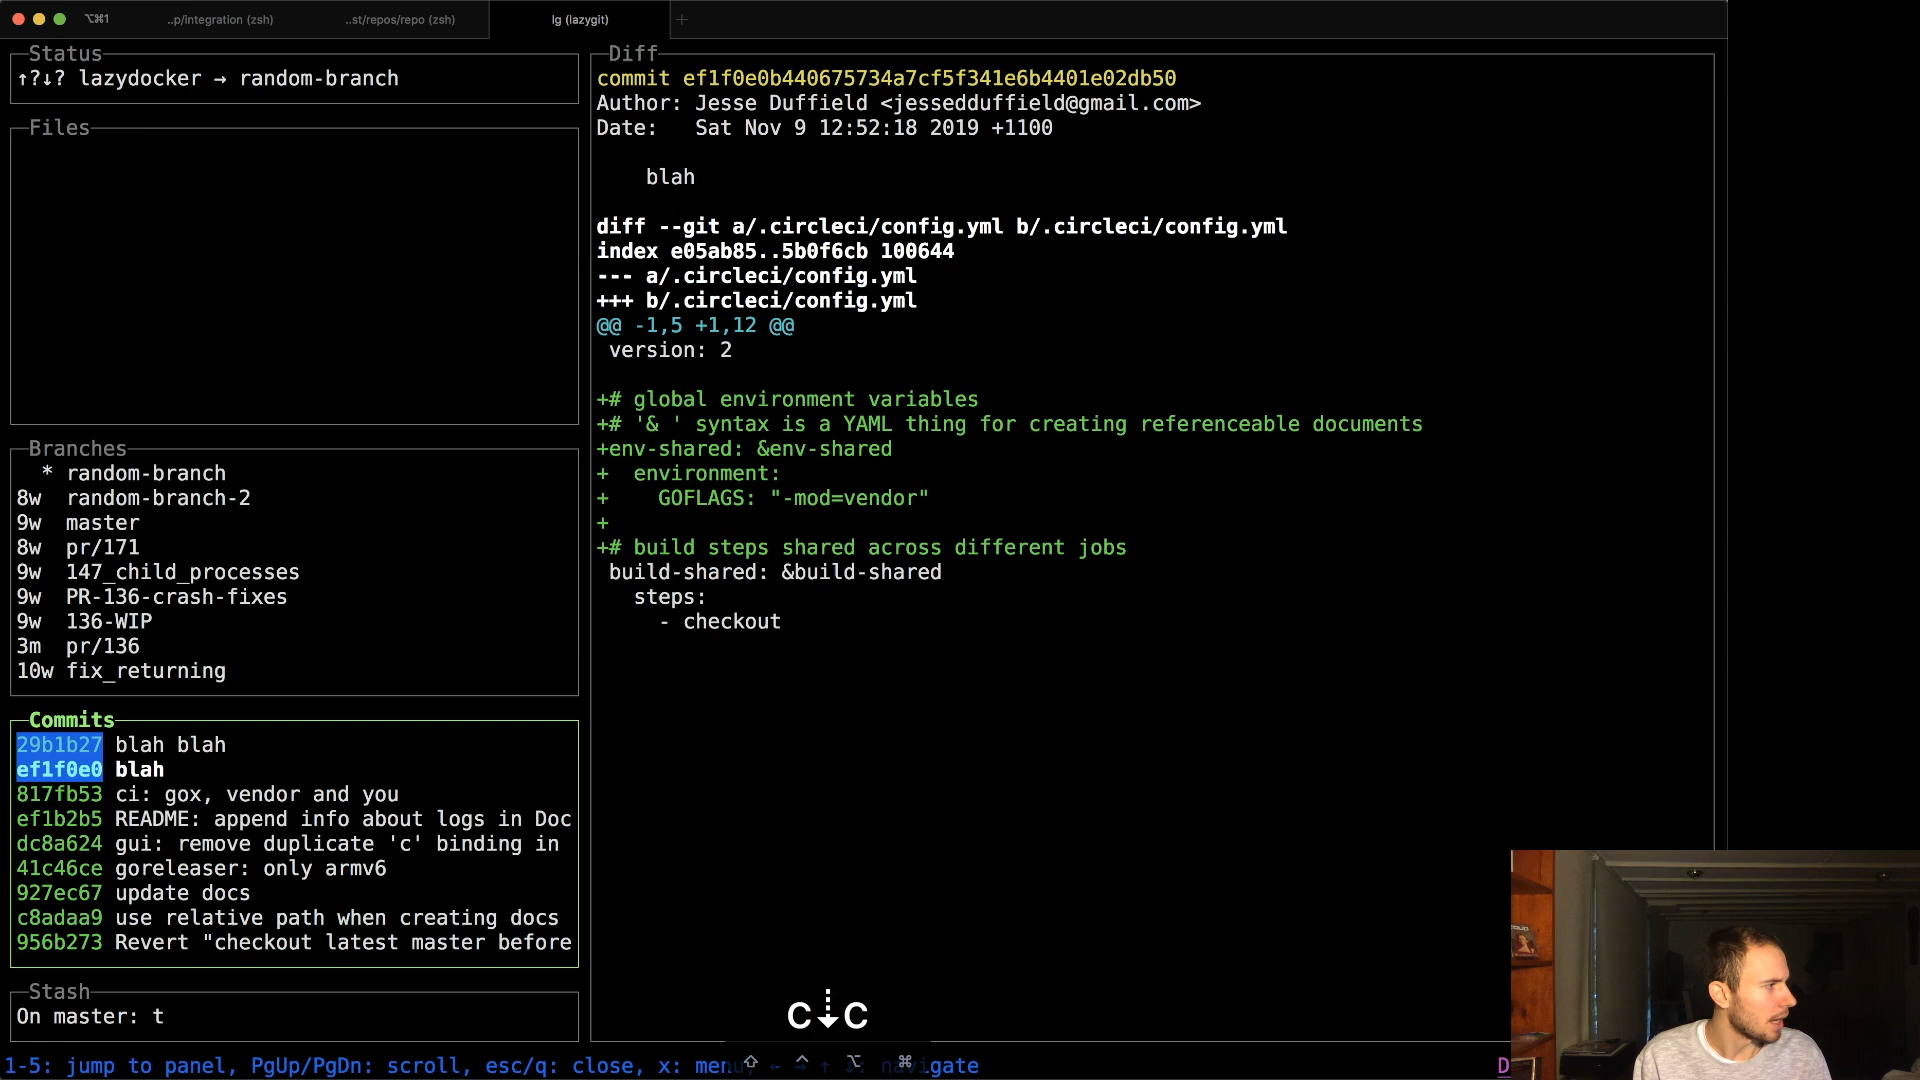 ⌥⌘1
..p/integration (zsh)
..st/repos/repo (zsh)
lg (lazygit)
+
Status
↑?↓? lazydocker → random-branch
Files
Branches
* random-branch
8w random-branch-2
9w master
8w pr/171
9w 147_child_processes
9w PR-136-crash-fixes
9w 136-WIP
3m pr/136
10w fix_returning
Commits
29b1b27 blah blah
ef1f0e0 blah
817fb53 ci: gox, vendor and you
ef1b2b5 README: append info about logs in Doc
dc8a624 gui: remove duplicate 'c' binding in
41c46ce goreleaser: only armv6
927ec67 update docs
c8adaa9 use relative path when creating docs
956b273 Revert "checkout latest master before
Stash
On master: t
Diff
commit ef1f0e0b440675734a7cf5f341e6b4401e02db50
Author: Jesse Duffield <jessedduffield@gmail.com>
Date:   Sat Nov 9 12:52:18 2019 +1100
blah
diff --git a/.circleci/config.yml b/.circleci/config.yml
index e05ab85..5b0f6cb 100644
--- a/.circleci/config.yml
+++ b/.circleci/config.yml
@@ -1,5 +1,12 @@
version: 2
+# global environment variables
+# '& ' syntax is a YAML thing for creating referenceable documents
+env-shared: &env-shared
+  environment:
+    GOFLAGS: "-mod=vendor"
+
+# build steps shared across different jobs
build-shared: &build-shared
steps:
- checkout
c⇣c
⇧ ^ ⌥ ⌘
1-5: jump to panel, PgUp/PgDn: scroll, esc/q: close, x: menu, ← → ↑ ↓: navigate
D